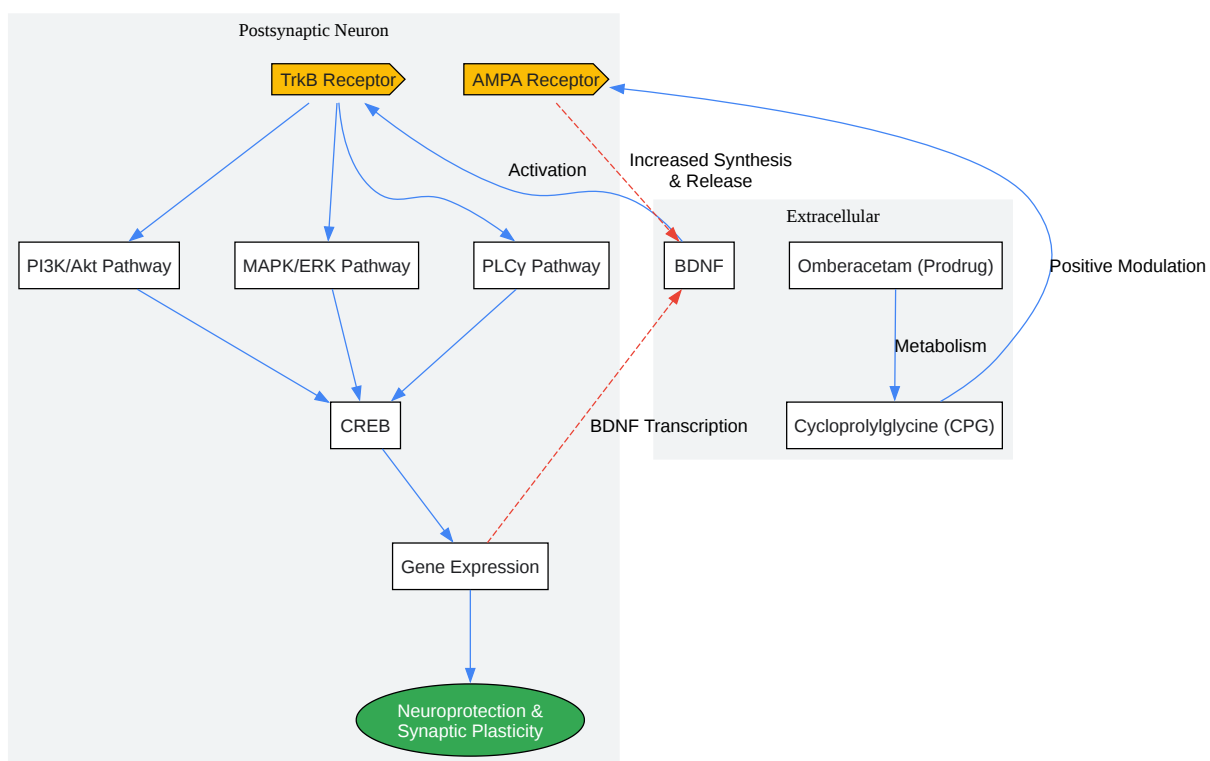 Postsynaptic Neuron
TrkB Receptor
AMPA Receptor
Activation
Increased Synthesis
& Release
Extracellular
PI3K/Akt Pathway
MAPK/ERK Pathway
PLCγ Pathway
BDNF
Omberacetam (Prodrug)
Positive Modulation
Metabolism
CREB
BDNF Transcription
Cycloprolylglycine (CPG)
Gene Expression
Neuroprotection &
Synaptic Plasticity